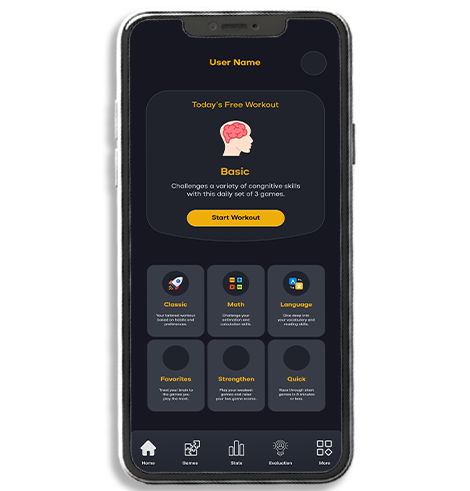 User Name
Today's Free Workout
Basic
Challenges a variety of congnitive skills
with this daily set of 3 games.
Start Workout
Classic
Your tailored workout
based on habits and
preferences.
Math
Challenge your
estimation and
calculation skills.
Language
Dive deep into
your vocabulary and
reading skills.
Favorites
Treat your brain to
the games you
play the most.
Strengthen
Play your weakest
games and raise
your low game scores.
Quick
Race through short
games in 5 minutes
or less.
Home
Games
Stats
Evaluation
More